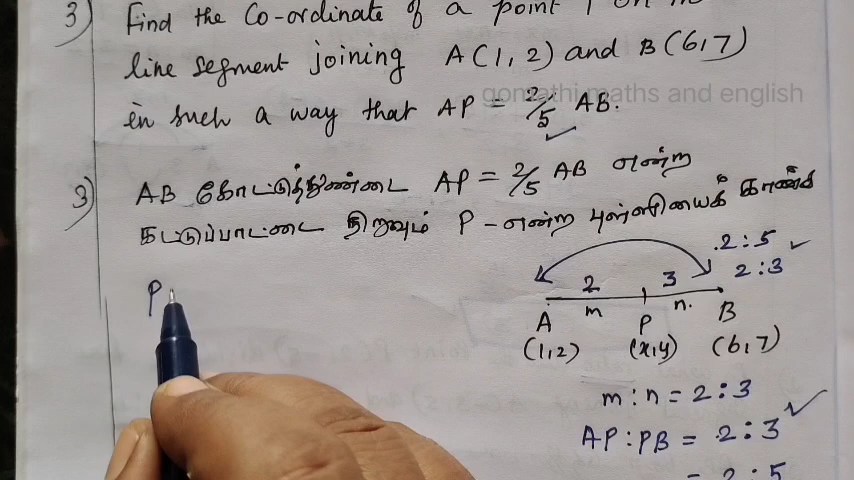 3) Find the Co-ordinate of a point P on the
line segment joining A(1,2) and B(6,7)
gomathi maths and english
in such a way that AP = 2/5 AB.
3) AB கோட்டுத்துண்டை AP = 2/5 AB என்ற
கட்டுப்பாட்டை நிறைவும் P - என்ற புள்ளியைக் காண்க
2:5
2:3
2 3
m n.
A P B
(1,2) (x,y) (6,7)
m:n = 2:3
AP:PB = 2:3
= 2:5
P